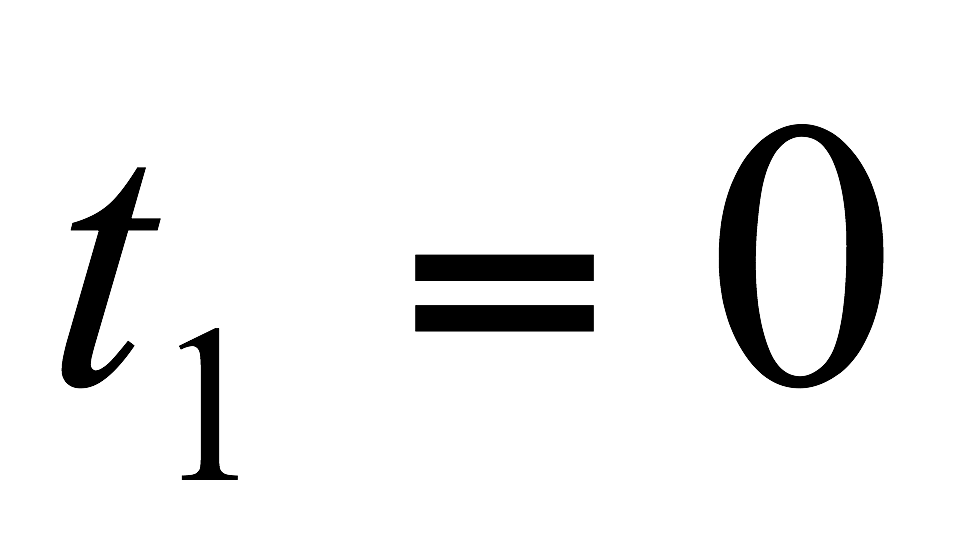 t₁ = 0